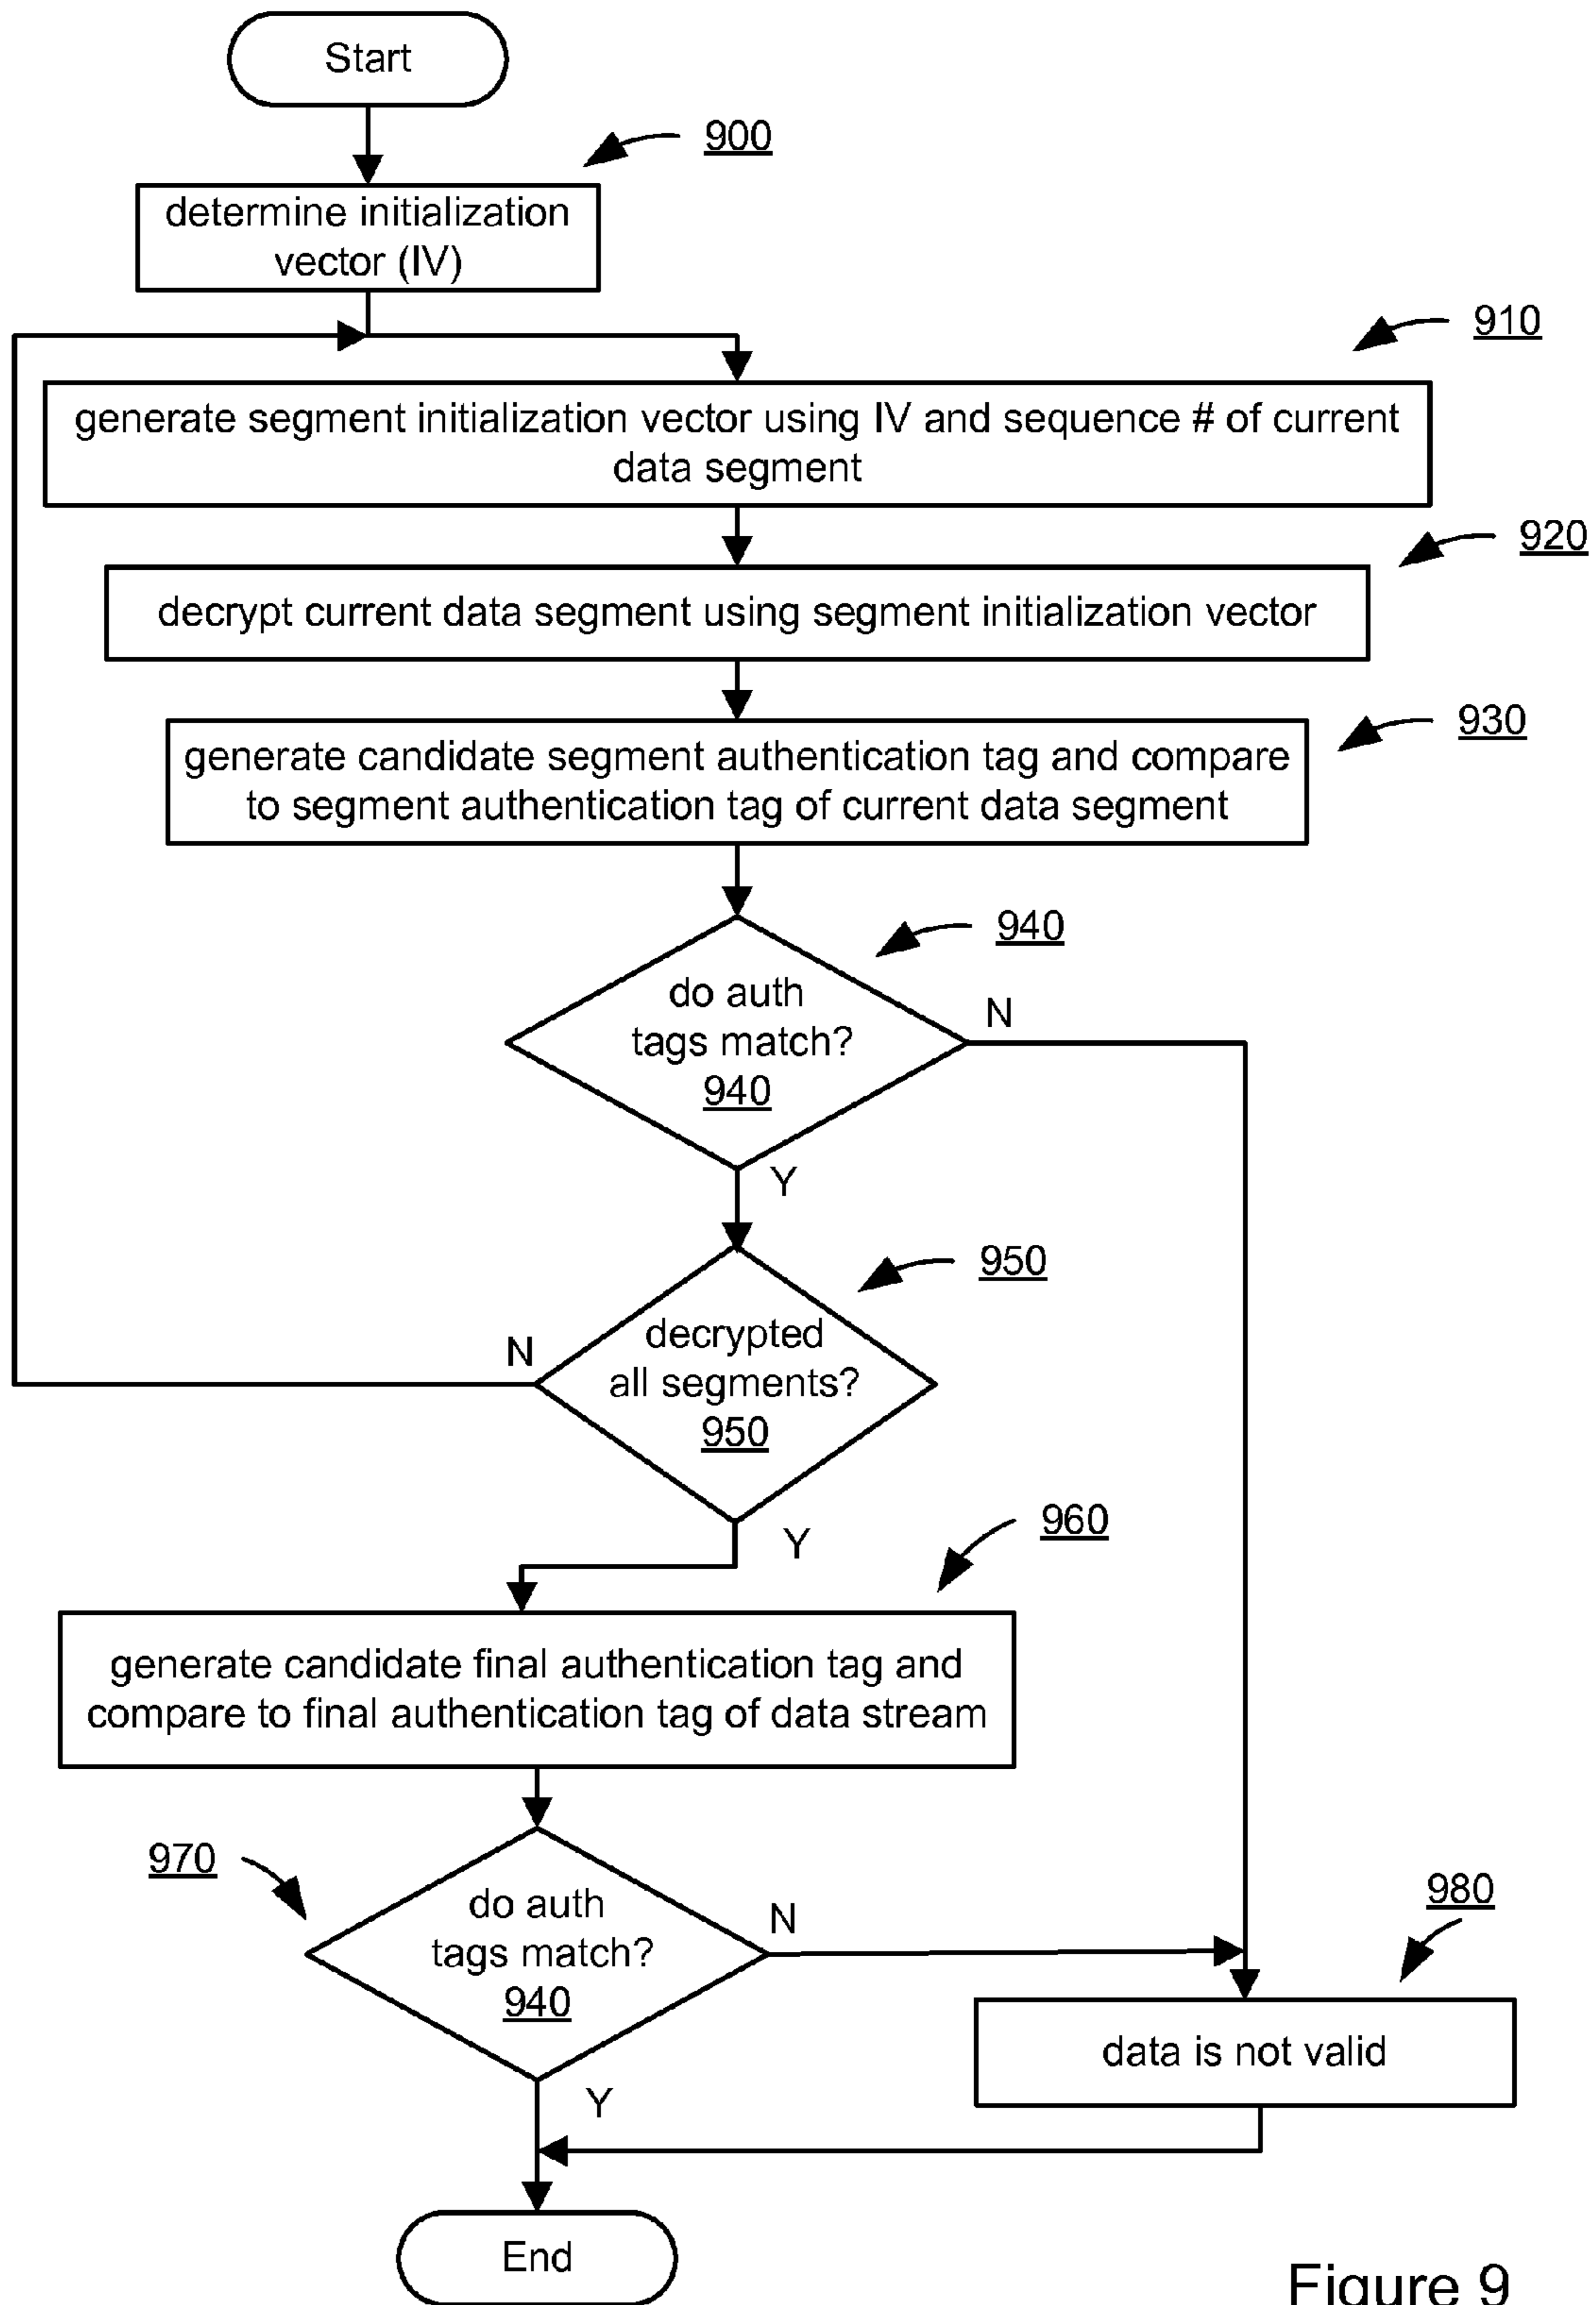 Start
900
determine initialization
vector (IV)
910
generate segment initialization vector using IV and sequence # of current
data segment
920
decrypt current data segment using segment initialization vector
930
generate candidate segment authentication tag and compare
to segment authentication tag of current data segment
940
do auth
tags match?
940
N
Y
950
decrypted
all segments?
950
N
Y
960
generate candidate final authentication tag and
compare to final authentication tag of data stream
970
do auth
tags match?
940
N
Y
980
data is not valid
End
Figure 9